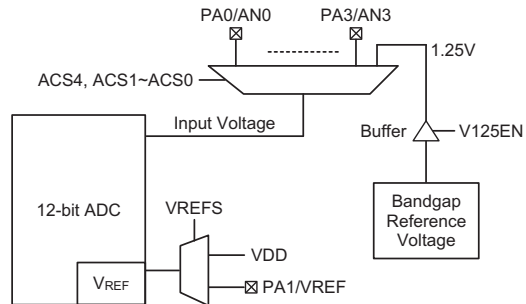 PA0/AN0
PA3/AN3
1.25V
ACS4, ACS1~ACS0
Input Voltage
Buffer
V125EN
12-bit ADC
Bandgap
Reference
Voltage
VREFS
VDD
VREF
PA1/VREF